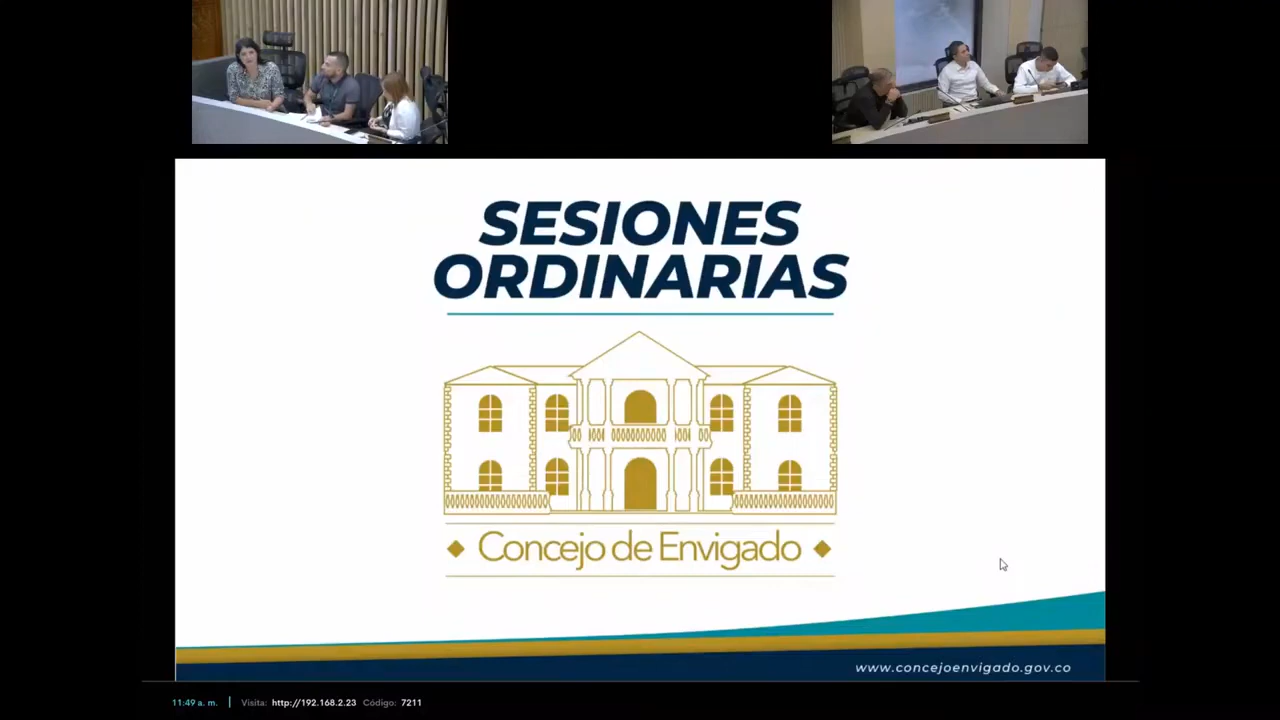 SESIONES
ORDINARIAS
Concejo de Envigado
www.concejoenvigado.gov.co
11:49 a. m. | Visita: http://192.168.2.23 Código: 7211